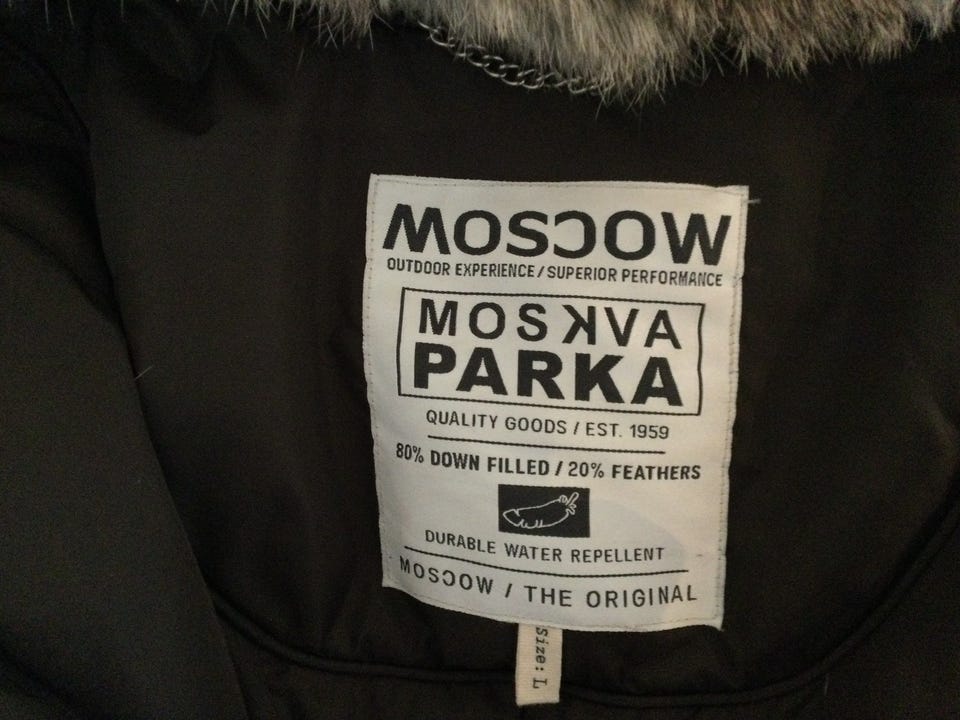 MOSCOW
OUTDOOR EXPERIENCE / SUPERIOR PERFORMANCE
MOSKVA
PARKA
QUALITY GOODS / EST. 1959
80% DOWN FILLED / 20% FEATHERS
DURABLE WATER REPELLENT
MOSCOW / THE ORIGINAL
Size: L